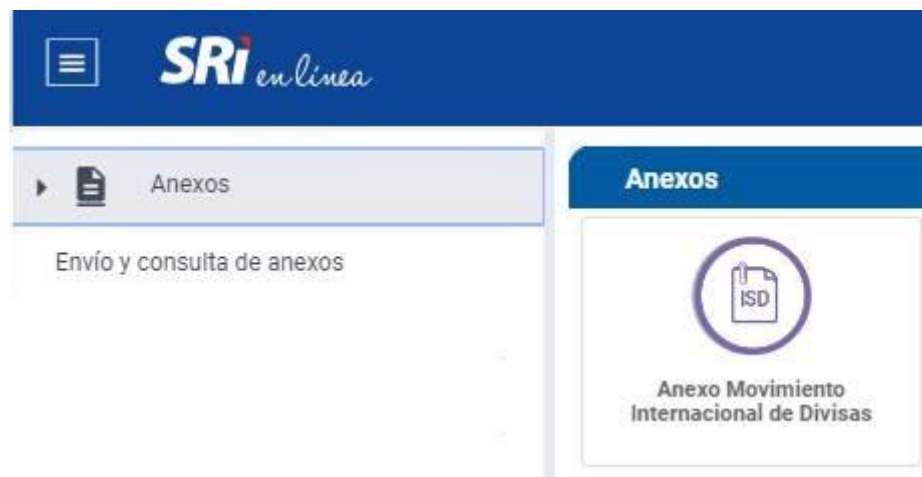 SRi en línea
Anexos
Envío y consulta de anexos
Anexos
ISD
Anexo Movimiento
Internacional de Divisas